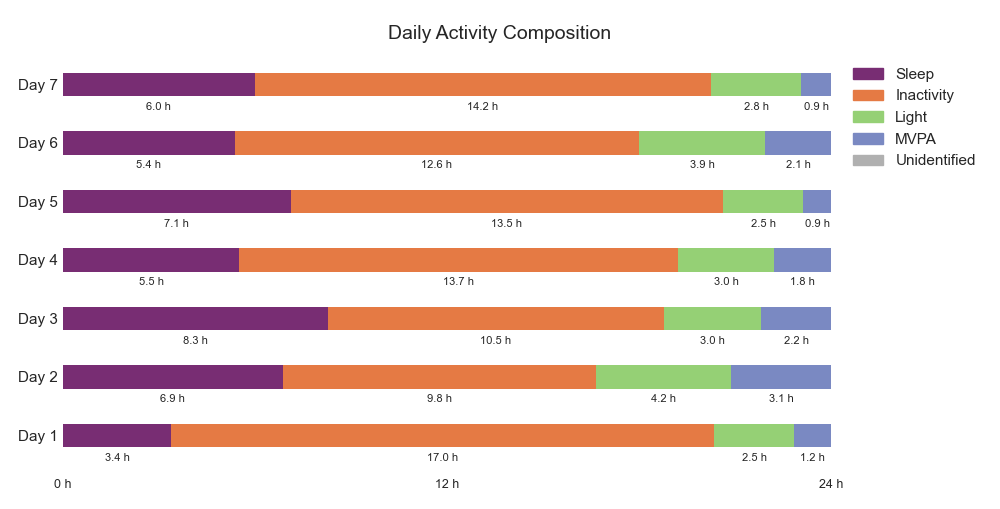 Daily Activity Composition
Day 7
6.0 h 14.2 h 2.8 h 0.9 h
Day 6
5.4 h 12.6 h 3.9 h 2.1 h
Day 5
7.1 h 13.5 h 2.5 h 0.9 h
Day 4
5.5 h 13.7 h 3.0 h 1.8 h
Day 3
8.3 h 10.5 h 3.0 h 2.2 h
Day 2
6.9 h 9.8 h 4.2 h 3.1 h
Day 1
3.4 h 17.0 h 2.5 h 1.2 h
0 h 12 h 24 h
Sleep
Inactivity
Light
MVPA
Unidentified